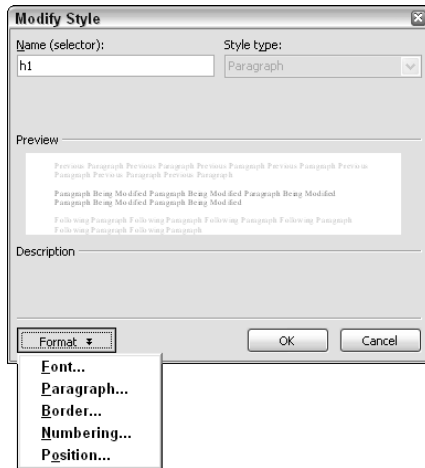 Modify Style
Name (selector):
Style type:
h1
Paragraph
Preview
Previous Paragraph Previous Paragraph Previous Paragraph Previous Paragraph Previous
Paragraph Previous Paragraph Previous Paragraph
Paragraph Being Modified Paragraph Being Modified Paragraph Being Modified
Paragraph Being Modified Paragraph Being Modified
Following Paragraph Following Paragraph Following Paragraph Following Paragraph
Following Paragraph Following Paragraph
Description
Format
OK
Cancel
Font...
Paragraph...
Border...
Numbering...
Position...